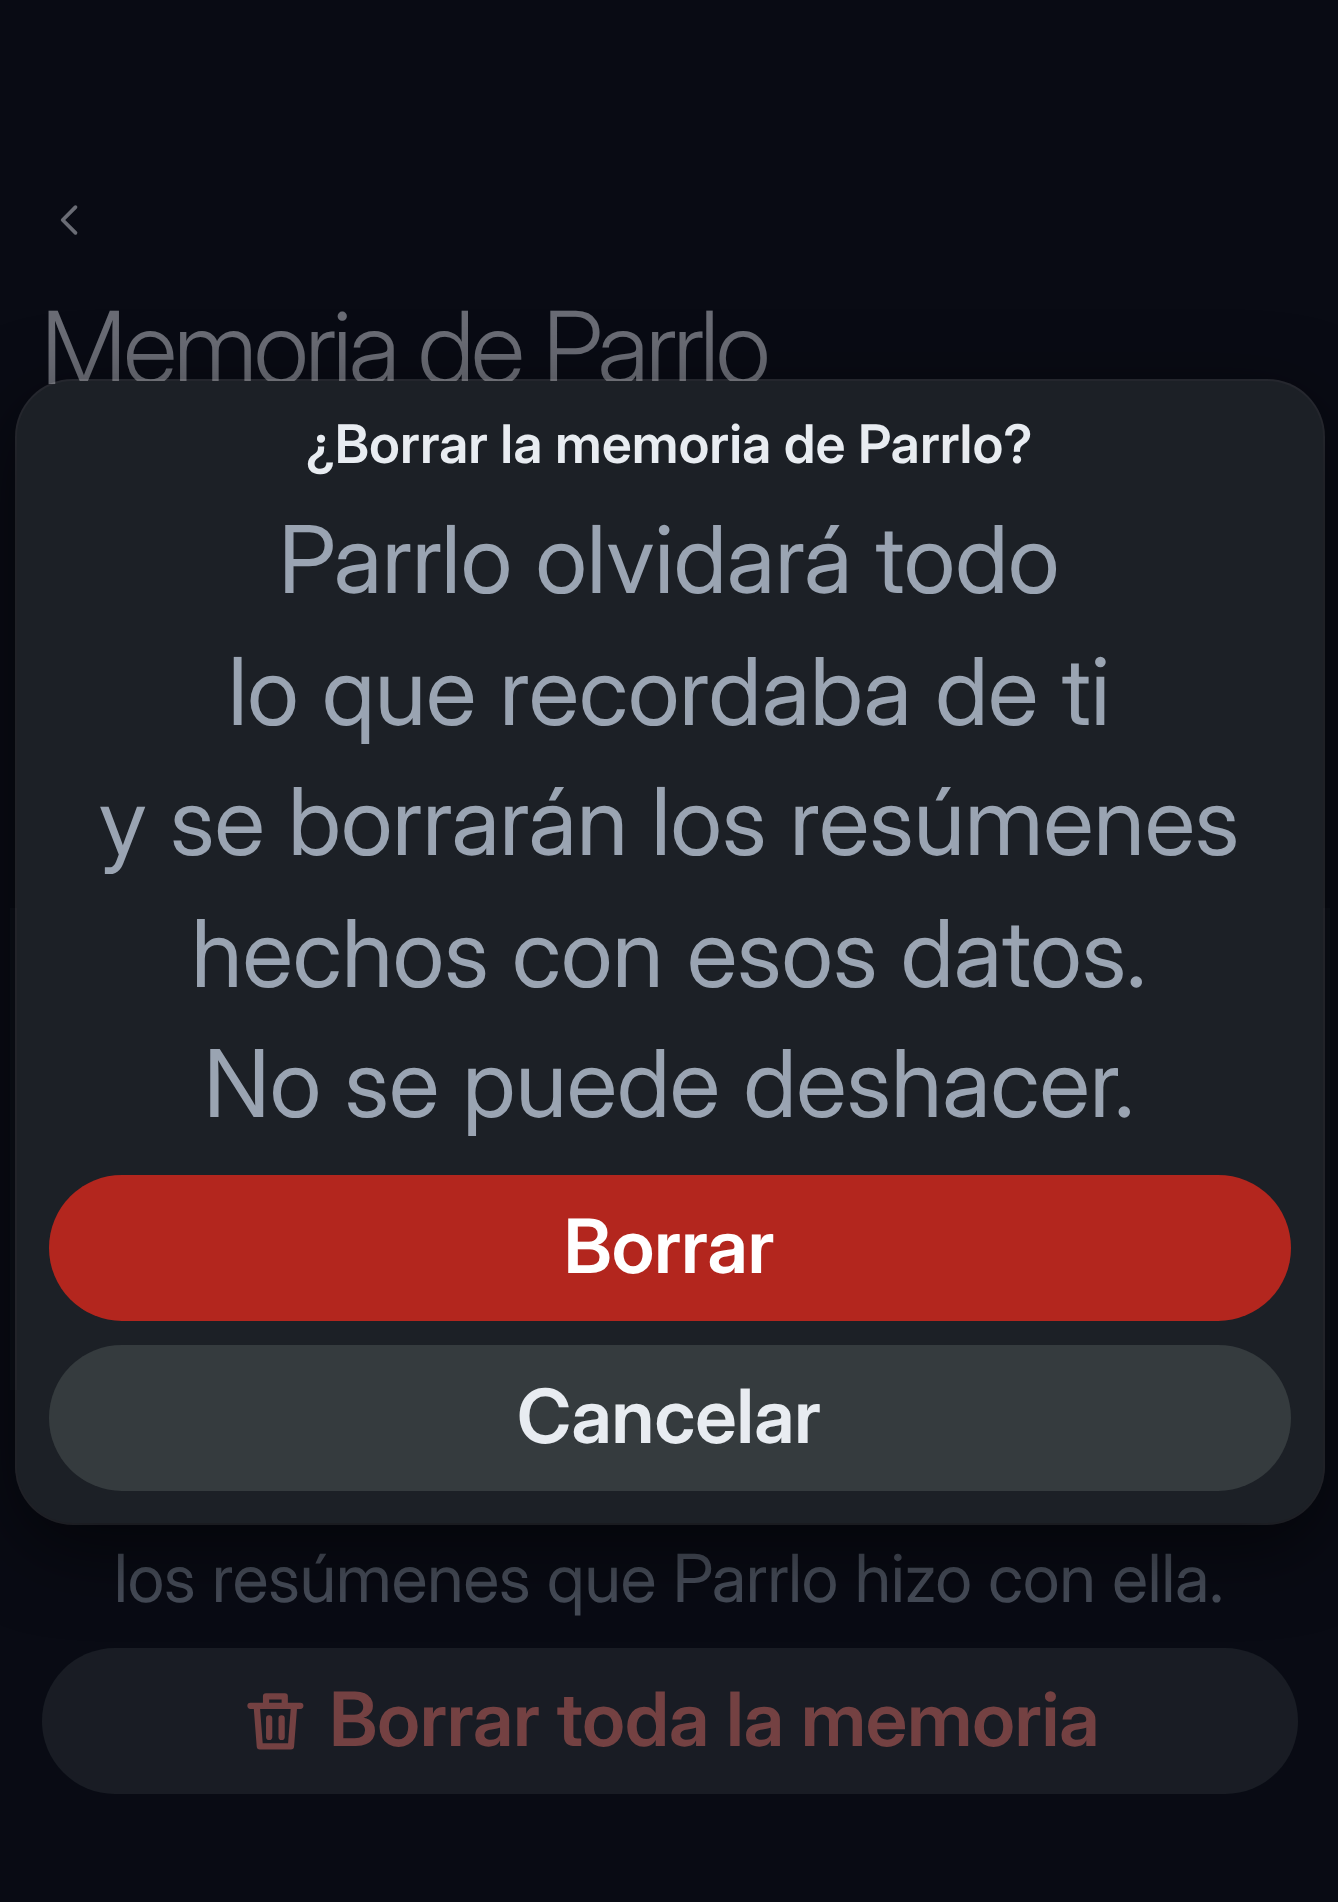 Memoria de Parrlo
¿Borrar la memoria de Parrlo?
Parrlo olvidará todo
lo que recordaba de ti
y se borrarán los resúmenes
hechos con esos datos.
No se puede deshacer.
Borrar
Cancelar
los resúmenes que Parrlo hizo con ella.
Borrar toda la memoria